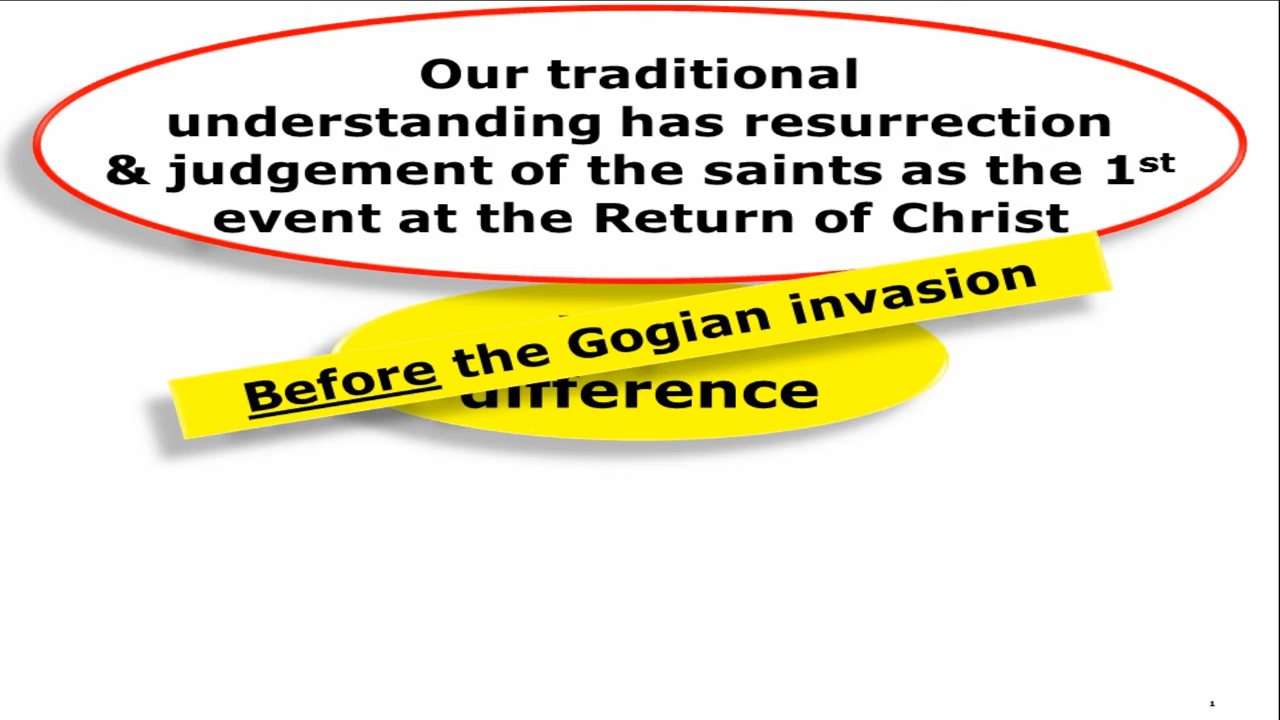 Our traditional
understanding has resurrection
& judgement of the saints as the 1st
event at the Return of Christ
Before the Gogian invasion
difference
1